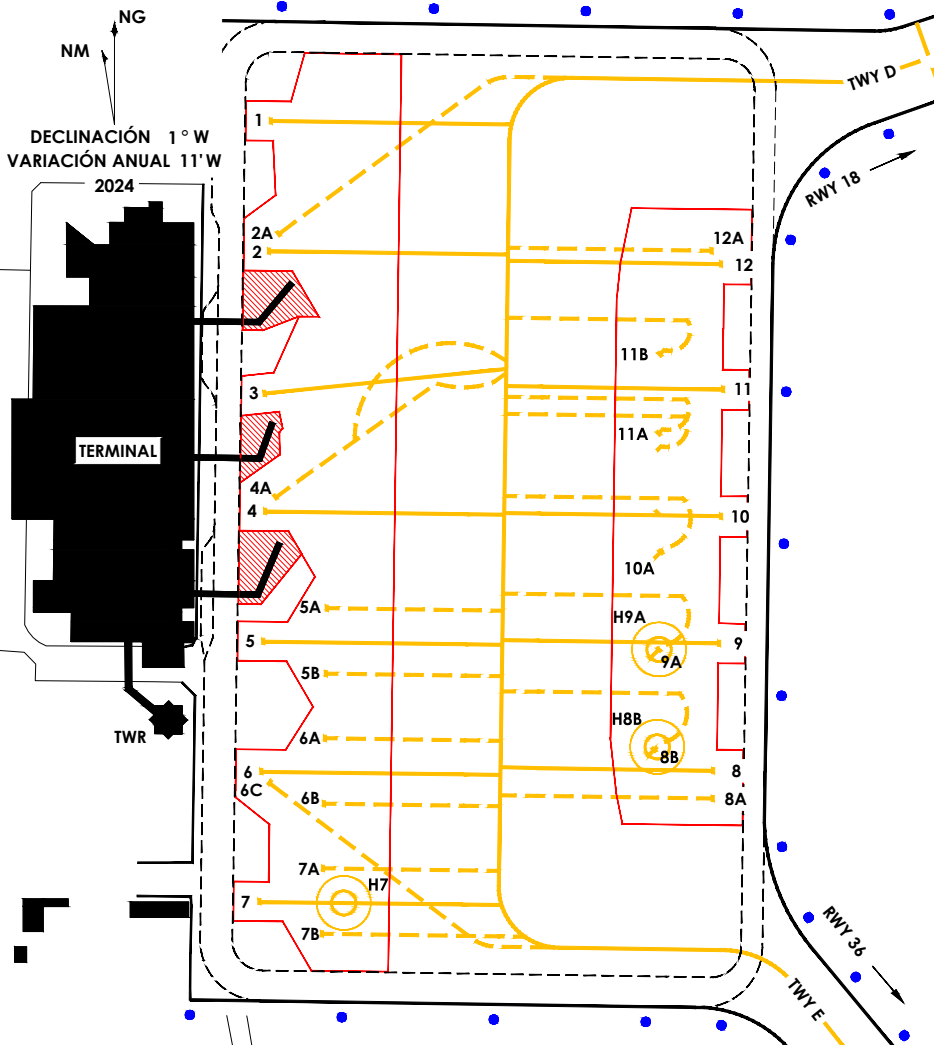 NG
NM
DECLINACIÓN 1° W
VARIACIÓN ANUAL 11' W
2024
TWY D
RWY 18
1
2A
2
12A
12
11B
3
11
11A
TERMINAL
4A
4
10
10A
5A
H9A
5
9
9A
5B
H8B
6A
TWR
8B
6
8
6C
6B
8A
7A
H7
7
7B
RWY 36
TWY E